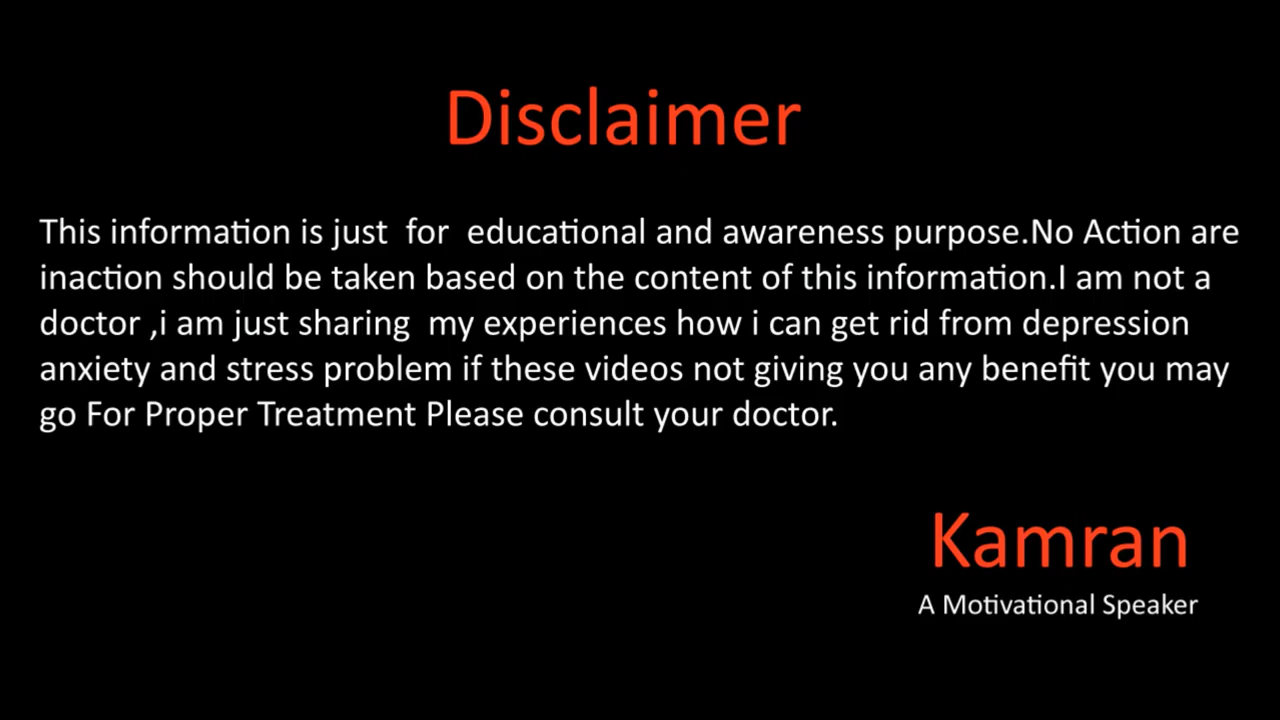 Disclaimer
This information is just  for  educational and awareness purpose.No Action are
inaction should be taken based on the content of this information.I am not a
doctor ,i am just sharing  my experiences how i can get rid from depression
anxiety and stress problem if these videos not giving you any benefit you may
go For Proper Treatment Please consult your doctor.
Kamran
A Motivational Speaker